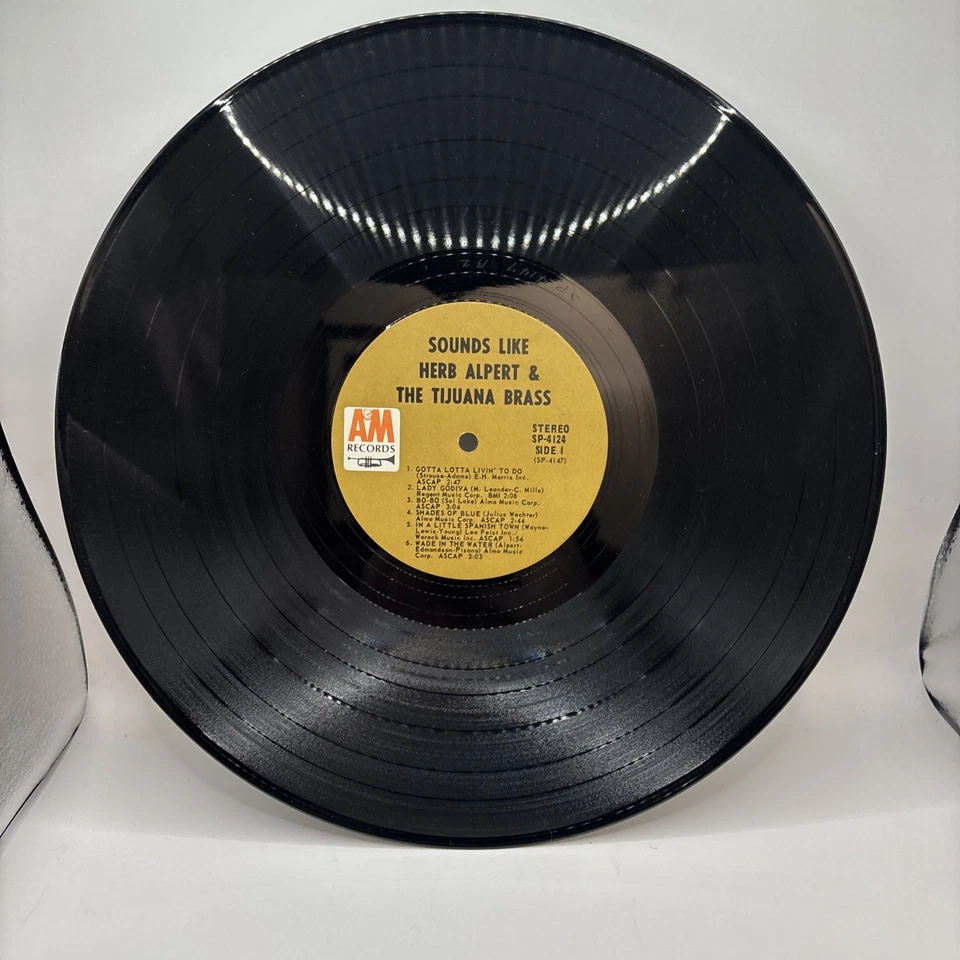 SP 4147 A2
SOUNDS LIKE
HERB ALPERT &
THE TIJUANA BRASS
A&M
RECORDS
STEREO
SP-4124
SIDE 1
(SP-4147)
1. GOTTA LOTTA LIVIN' TO DO
(Strouse-Adams) E.H. Morris Inc.
ASCAP 2:47
2. LADY GODIVA (M. Leander-C. Mills)
Regent Music Corp. BMI 2:06
3. BO-BO (Sol Lake) Almo Music Corp.
ASCAP 3:04
4. SHADES OF BLUE (Julius Wechter)
Almo Music Corp. ASCAP 2:44
5. IN A LITTLE SPANISH TOWN (Wayne-
Lewis-Young) Leo Feist Inc./
Warock Music Inc. ASCAP 1:54
6. WADE IN THE WATER (Alpert-
Edmondson-Pisano) Almo Music
Corp. ASCAP 3:03